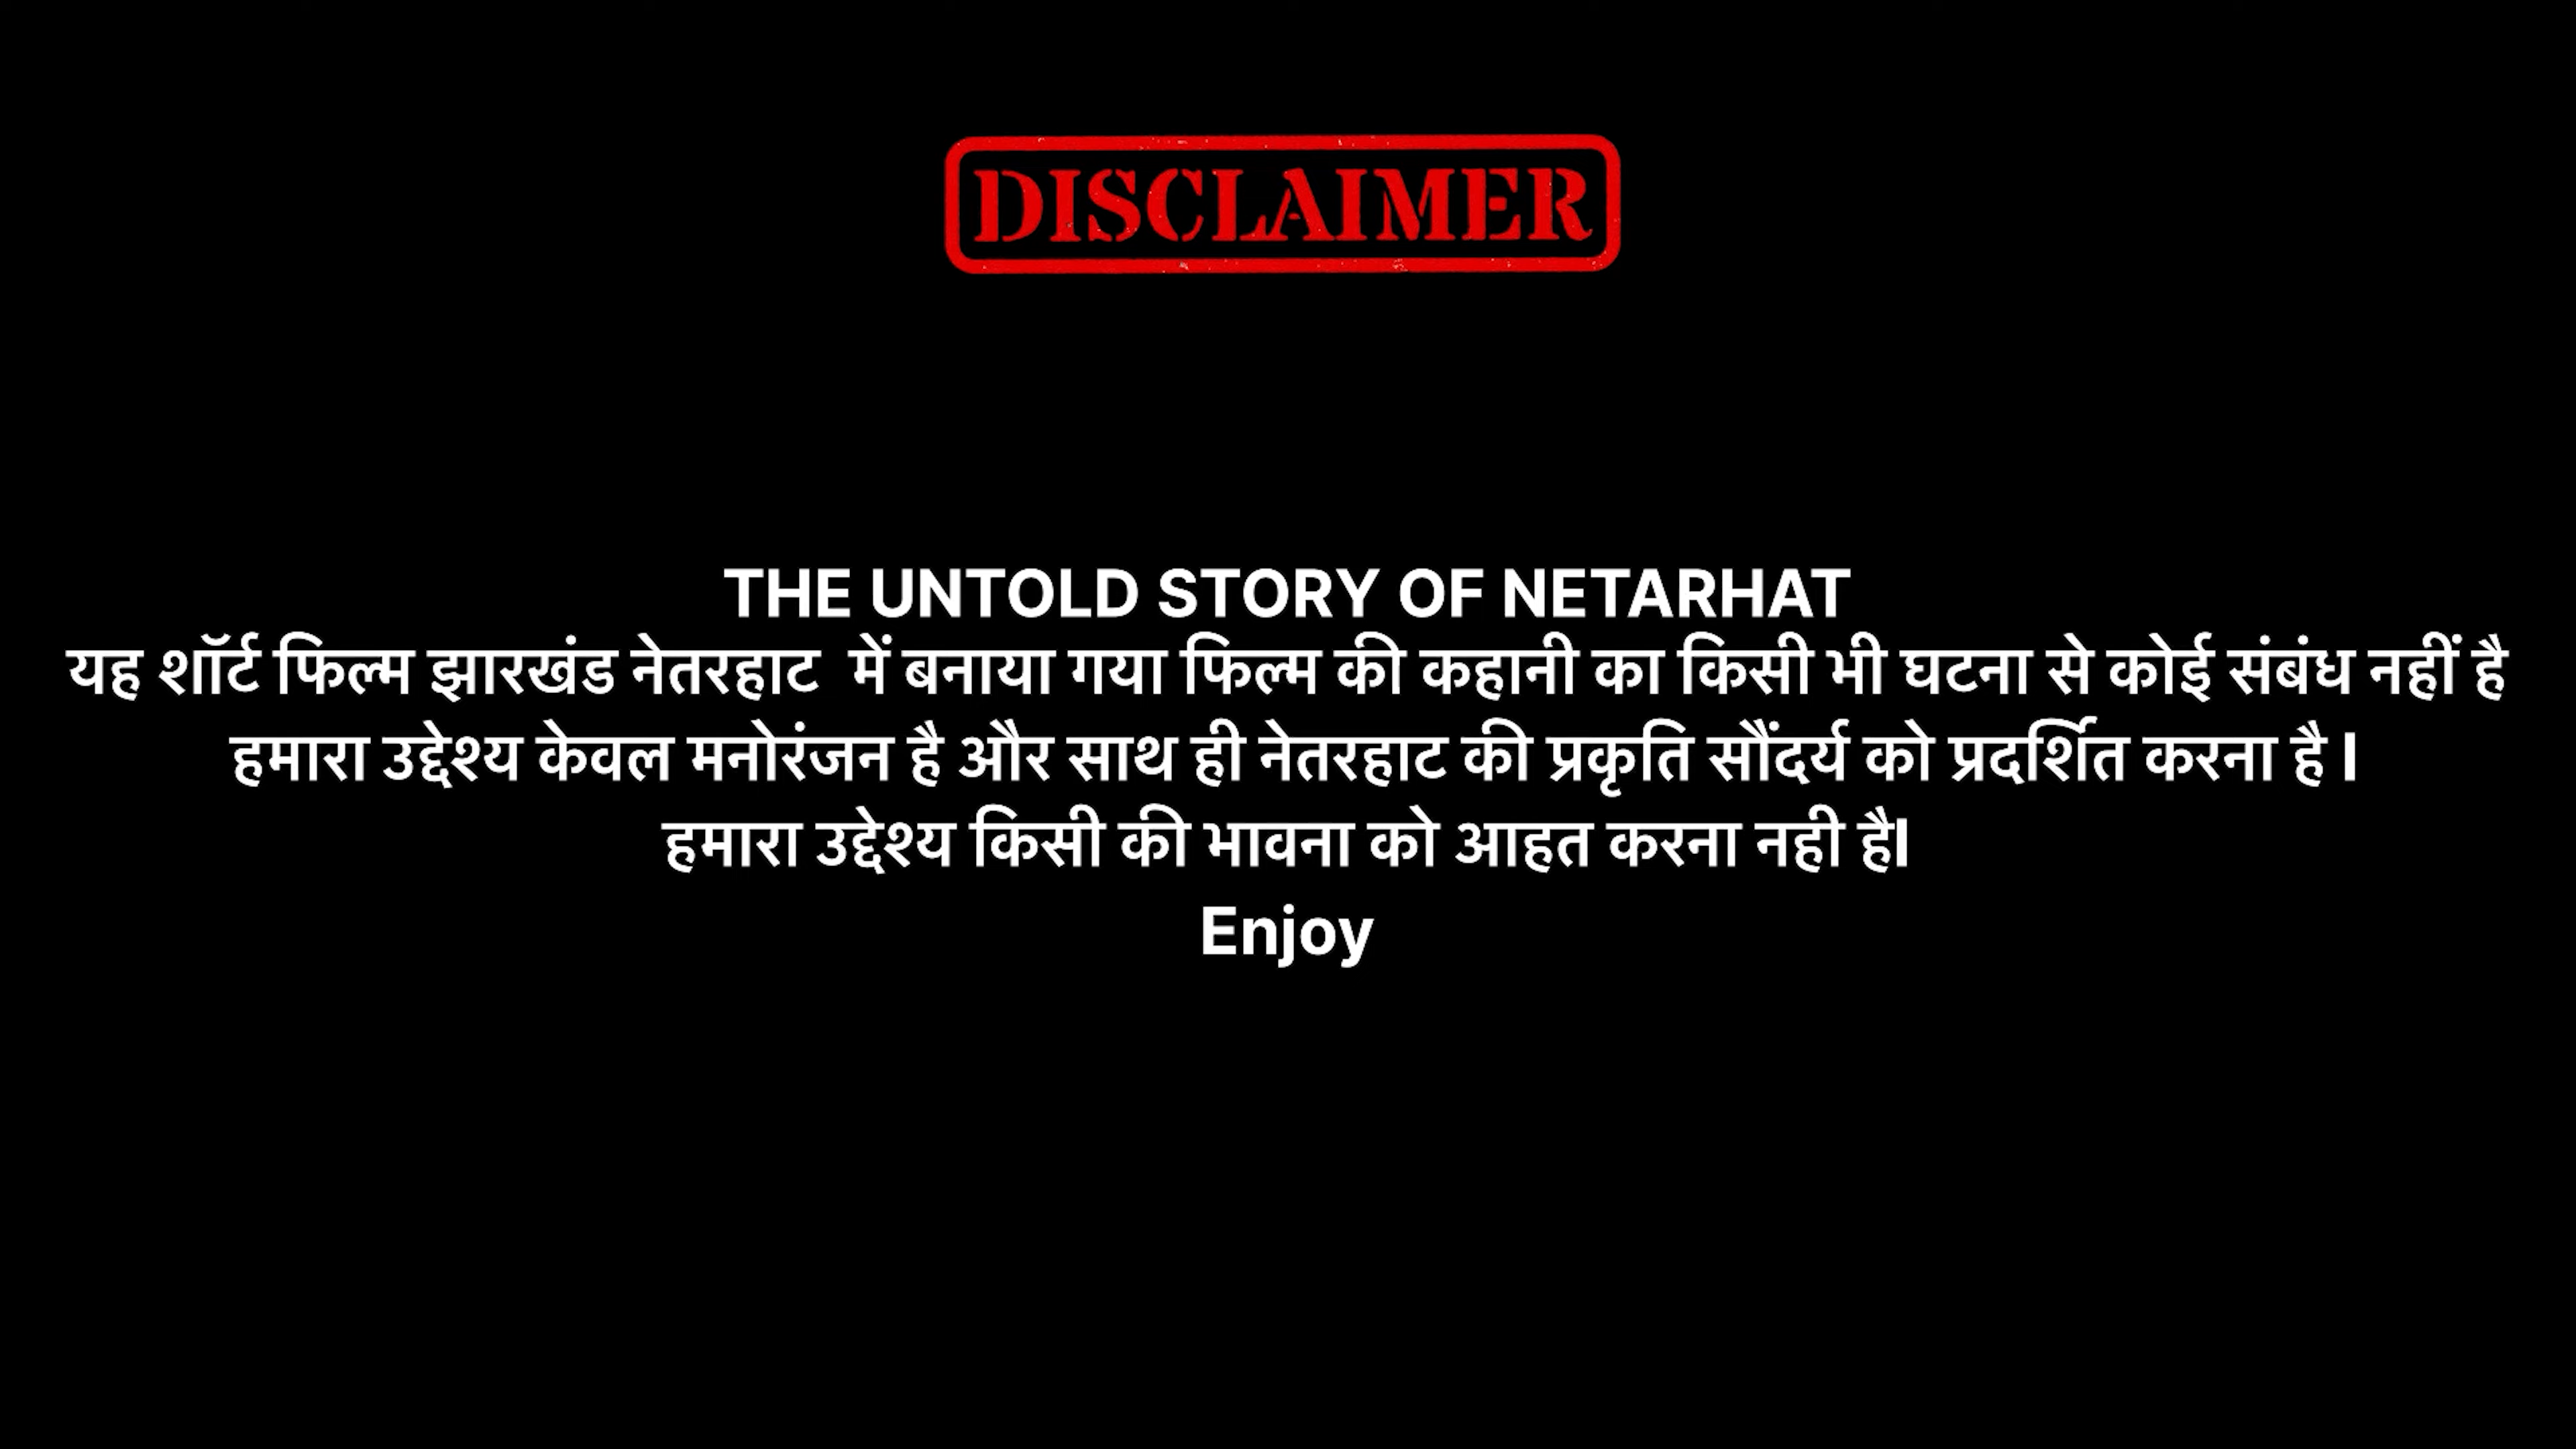 DISCLAIMER
THE UNTOLD STORY OF NETARHAT
यह शॉर्ट फिल्म झारखंड नेतरहाट  में बनाया गया फिल्म की कहानी का किसी भी घटना से कोई संबंध नहीं है
हमारा उद्देश्य केवल मनोरंजन है और साथ ही नेतरहाट की प्रकृति सौंदर्य को प्रदर्शित करना है l
हमारा उद्देश्य किसी की भावना को आहत करना नही हैl
Enjoy